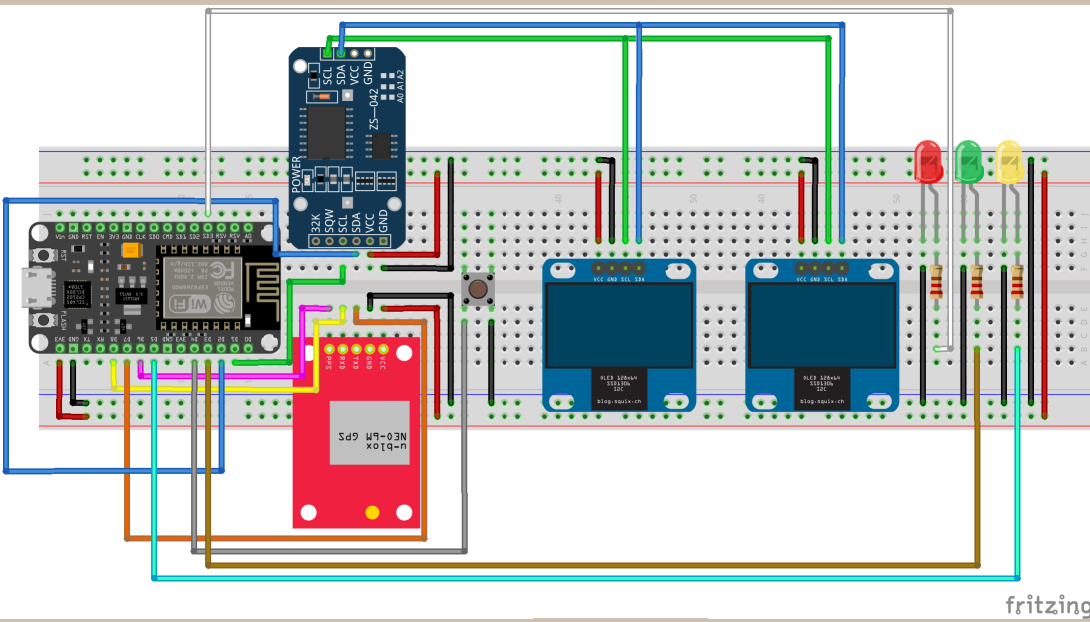 SCL
SDA
VCC
GND
A0 A1 A2
ZS-042
POWER
32K
SQW
SCL
SDA
VCC
GND
40
50
40
50
Vin GND RST EN 3V3 GND CLK SD0 CMD SD1 SD2 SD3 RSV RSV A0
RST
FLASH
WiFi
FC
3V3 GND TX RX D8 D7 D6 D5 GND 3V3 D4 D3 D2 D1 D0
PPS
RXD
TXD
GND
VCC
u-blox
NEO-6M GPS
VCC GND SCL SDA
OLED 128x64
SSD1306
I2C
blog.squix.ch
VCC GND SCL SDA
OLED 128x64
SSD1306
I2C
blog.squix.ch
fritzing